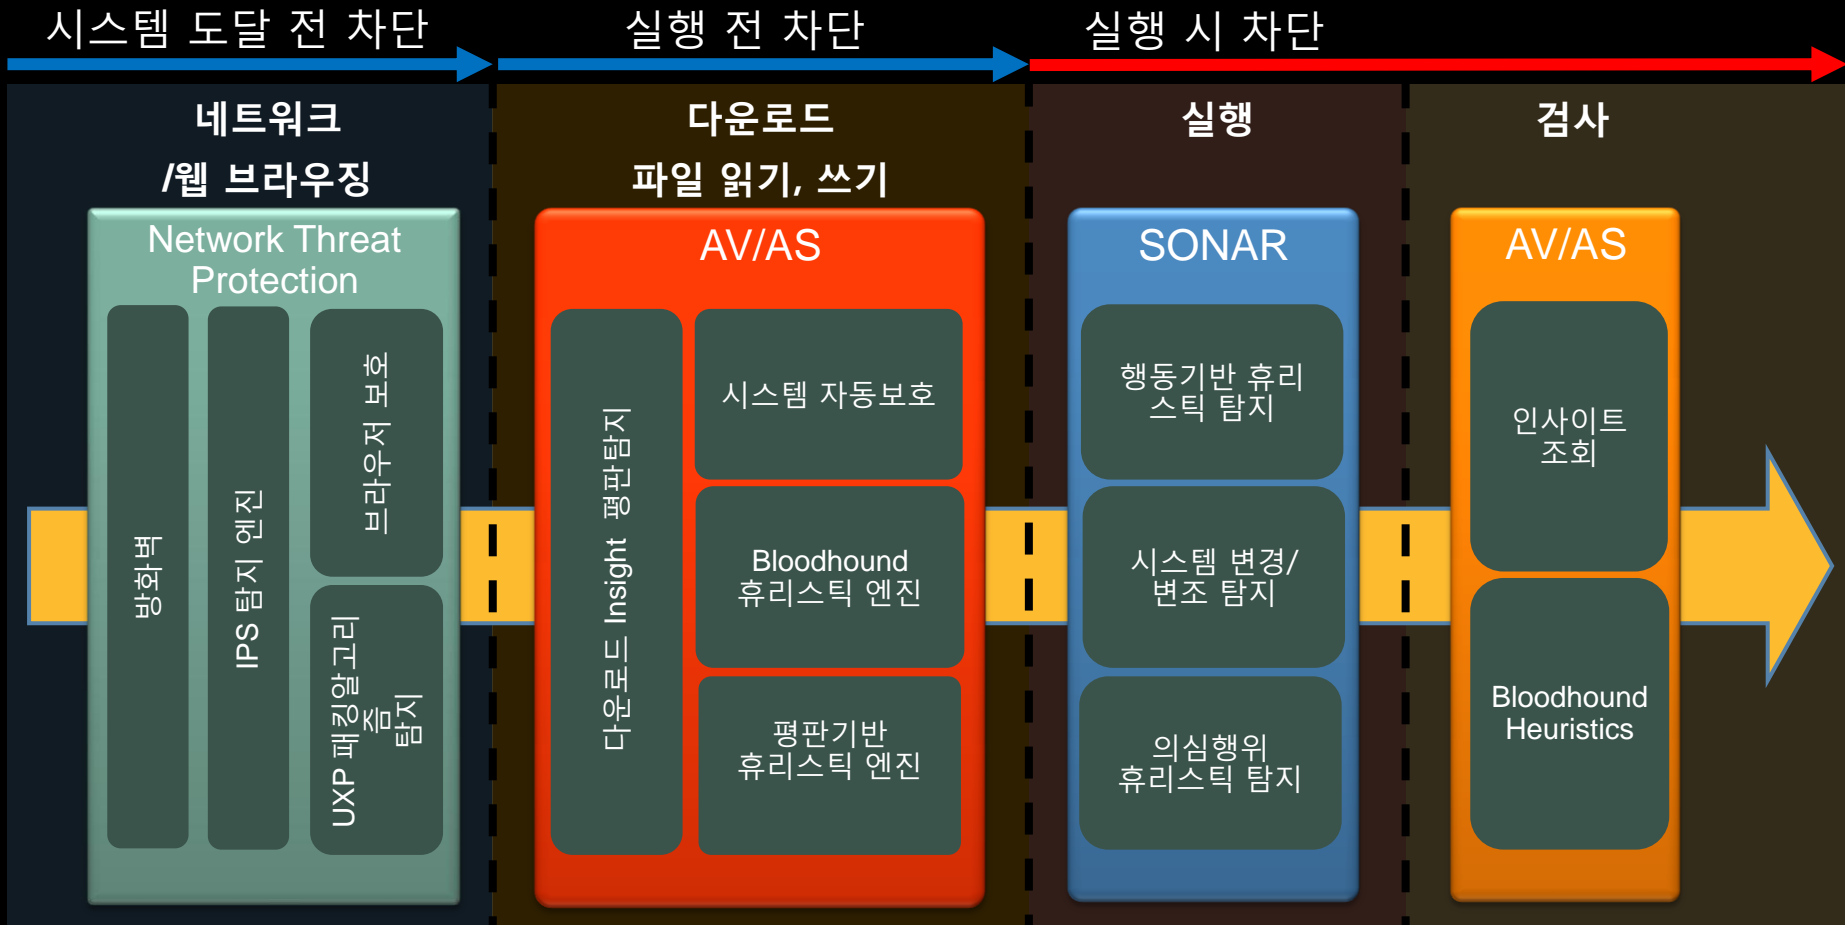 시스템 도달 전 차단
실행 전 차단
실행 시 차단
네트워크
/웹 브라우징
다운로드
파일 읽기, 쓰기
실행
검사
Network Threat
Protection
방화벽
IPS 탐지 엔진
브라우저 보호
UXP 패킹알고리
즘
탐지
AV/AS
다운로드 Insight 평판탐지
시스템 자동보호
Bloodhound
휴리스틱 엔진
평판기반
휴리스틱 엔진
SONAR
행동기반 휴리
스틱 탐지
시스템 변경/
변조 탐지
의심행위
휴리스틱 탐지
AV/AS
인사이트
조회
Bloodhound
Heuristics